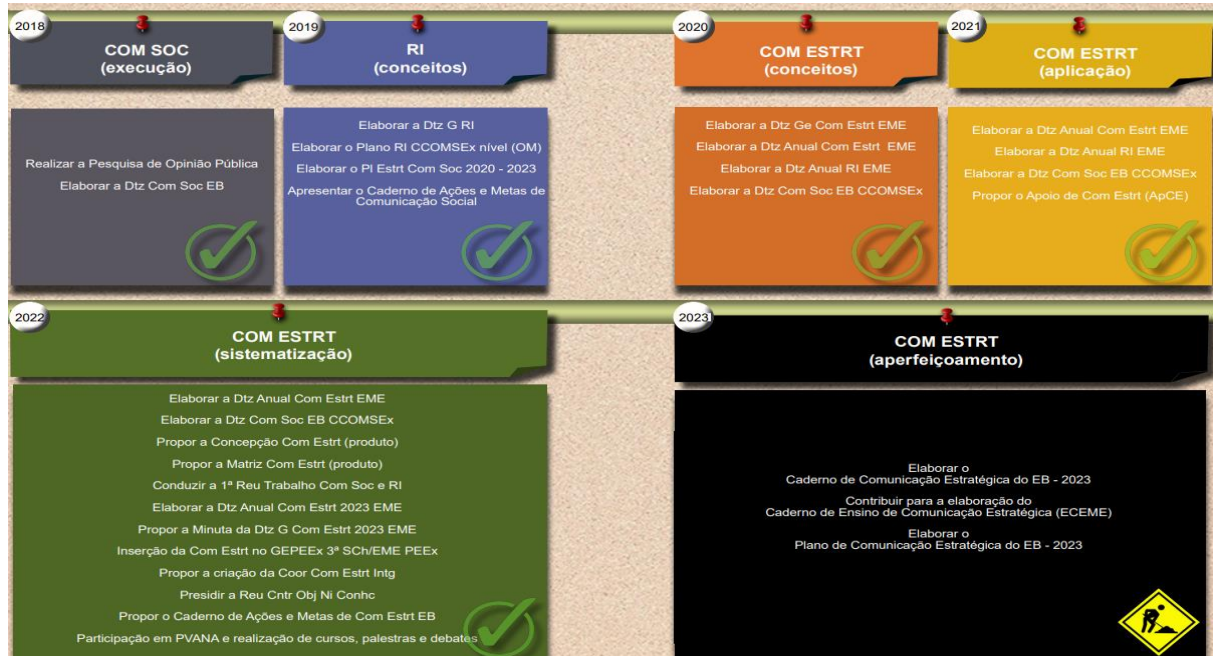 2018
COM SOC
(execução)
Realizar a Pesquisa de Opinião Pública
Elaborar a Dtz Com Soc EB
2019
RI
(conceitos)
Elaborar a Dtz G RI
Elaborar o Plano RI CCOMSEx nível (OM)
Elaborar o Pl Estrt Com Soc 2020 - 2023
Apresentar o Caderno de Ações e Metas de
Comunicação Social
2020
COM ESTRT
(conceitos)
Elaborar a Dtz Ge Com Estrt EME
Elaborar a Dtz Anual Com Estrt EME
Elaborar a Dtz Anual RI EME
Elaborar a Dtz Com Soc EB CCOMSEx
2021
COM ESTRT
(aplicação)
Elaborar a Dtz Anual Com Estrt EME
Elaborar a Dtz Anual RI EME
Elaborar a Dtz Com Soc EB CCOMSEx
Propor o Apoio de Com Estrt (ApCE)
2022
COM ESTRT
(sistematização)
Elaborar a Dtz Anual Com Estrt EME
Elaborar a Dtz Com Soc EB CCOMSEx
Propor a Concepção Com Estrt (produto)
Propor a Matriz Com Estrt (produto)
Conduzir a 1ª Reu Trabalho Com Soc e RI
Elaborar a Dtz Anual Com Estrt 2023 EME
Propor a Minuta da Dtz G Com Estrt 2023 EME
Inserção da Com Estrt no GEPEEx 3ª SCh/EME PEEx
Propor a criação da Coor Com Estrt Intg
Presidir a Reu Cntr Obj Ni Conhc
Propor o Caderno de Ações e Metas de Com Estrt EB
Participação em PVANA e realização de cursos, palestras e debates
2023
COM ESTRT
(aperfeiçoamento)
Elaborar o
Caderno de Comunicação Estratégica do EB - 2023
Contribuir para a elaboração do
Caderno de Ensino de Comunicação Estratégica (ECEME)
Elaborar o
Plano de Comunicação Estratégica do EB - 2023